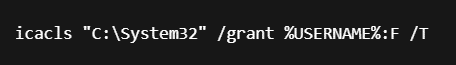 icacls "C:\System32" /grant %USERNAME%:F /T